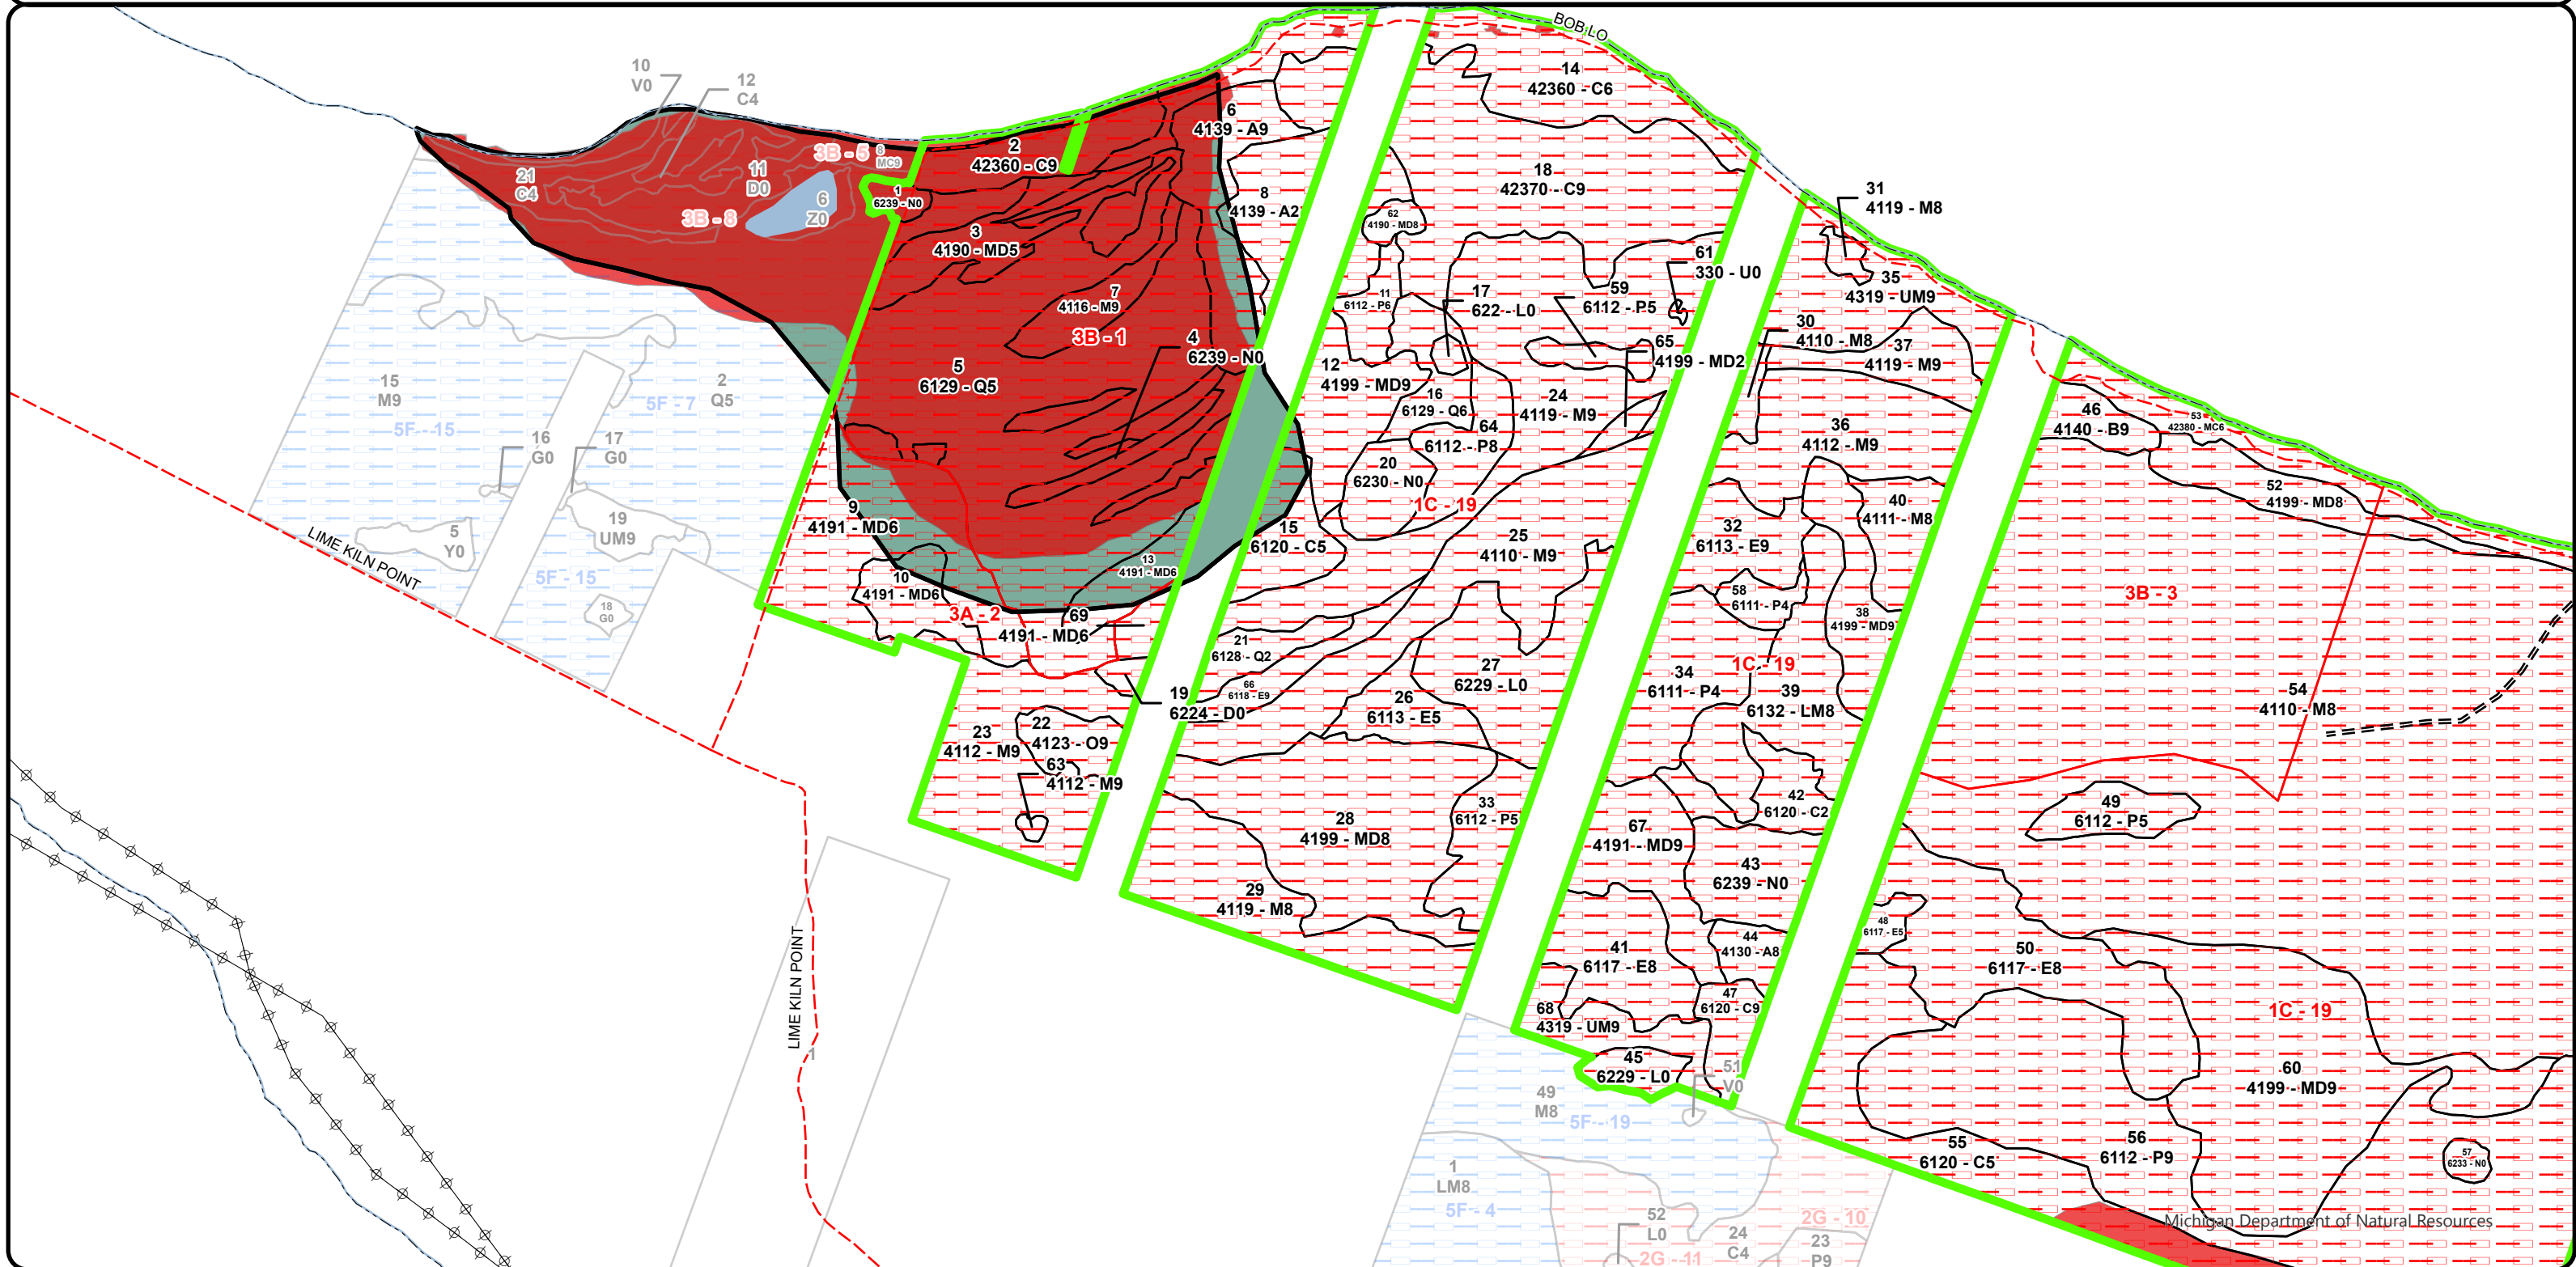 BOB LO
10
V0
12
C4
3B - 5
8
MC9
11
D0
21
C4
3B - 8
6
Z0
1
6239 - N0
2
42360 - C9
3
4190 - MD5
7
4116 - M9
3B - 1
4
6239 - N0
5
6129 - Q5
6
4139 - A9
8
4139 - A2
9
4191 - MD6
10
4191 - MD6
13
4191 - MD6
3A - 2
69
4191 - MD6
15
6120 - C5
15
M9
2
Q5
5F - 7
5F - 15
16
G0
17
G0
5
Y0
19
UM9
5F - 15
18
G0
LIME KILN POINT
LIME KILN POINT
1
19
6224 - D0
23
4112 - M9
22
4123 - O9
63
4112 - M9
14
42360 - C6
18
42370 - C9
62
4190 - MD8
11
6112 - P6
17
622 - L0
59
6112 - P5
61
330 - U0
65
4199 - MD2
12
4199 - MD9
16
6129 - Q6
24
4119 - M9
64
6112 - P8
20
6230 - N0
1C - 19
25
4110 - M9
21
6128 - Q2
66
6118 - E9
27
6229 - L0
26
6113 - E5
28
4199 - MD8
33
6112 - P5
29
4119 - M8
31
4119 - M8
35
4319 - UM9
30
4110 - M8
37
4119 - M9
36
4112 - M9
40
4111 - M8
32
6113 - E9
58
6111 - P4
38
4199 - MD9
1C - 19
34
6111 - P4
39
6132 - LM8
42
6120 - C2
67
4191 - MD9
43
6239 - N0
44
4130 - A8
41
6117 - E8
47
6120 - C9
68
4319 - UM9
45
6229 - L0
51
V0
49
M8
5F - 19
1
LM8
5F - 4
52
L0
2G - 11
24
C4
2G - 10
23
P9
46
4140 - B9
53
42380 - MC6
52
4199 - MD8
3B - 3
54
4110 - M8
49
6112 - P5
48
6117 - E5
50
6117 - E8
1C - 19
60
4199 - MD9
55
6120 - C5
56
6112 - P9
57
6233 - N0
Michigan Department of Natural Resources